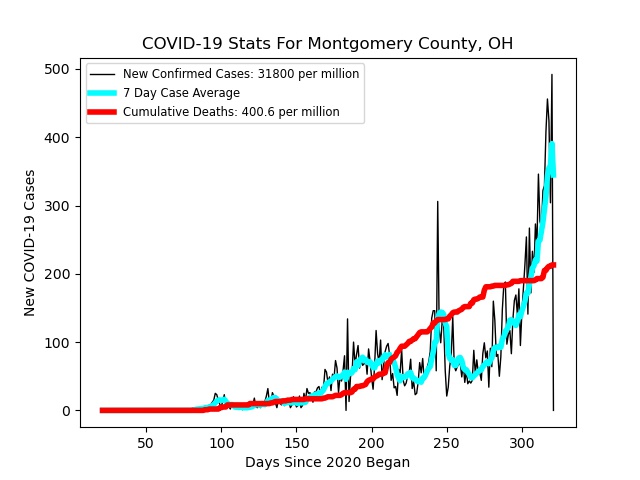 COVID-19 Stats For Montgomery County, OH
New Confirmed Cases: 31800 per million
7 Day Case Average
Cumulative Deaths: 400.6 per million
New COVID-19 Cases
500
400
300
200
100
0
50 100 150 200 250 300
Days Since 2020 Began